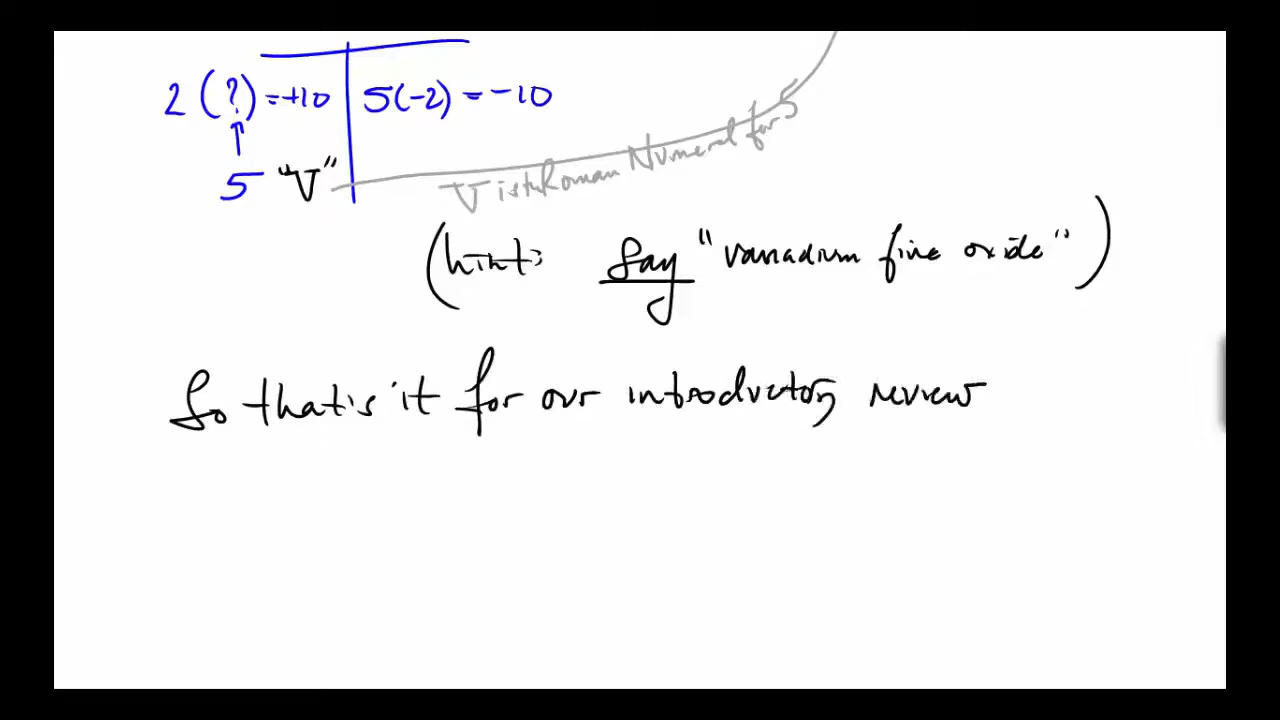 2 (?) = +10 5(-2) = -10
↑
5 "V"
V is the Roman Numeral for 5
(hint: Say "vanadium five oxide")
So that's it for our introductory review